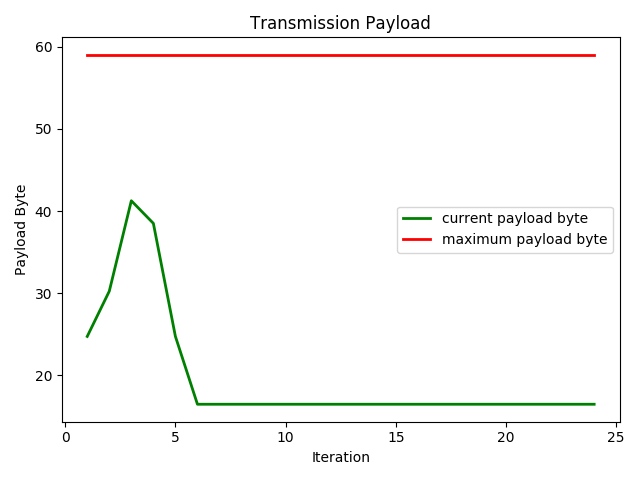 Transmission Payload
60
50
40
30
20
Payload Byte
current payload byte
maximum payload byte
0 5 10 15 20 25
Iteration